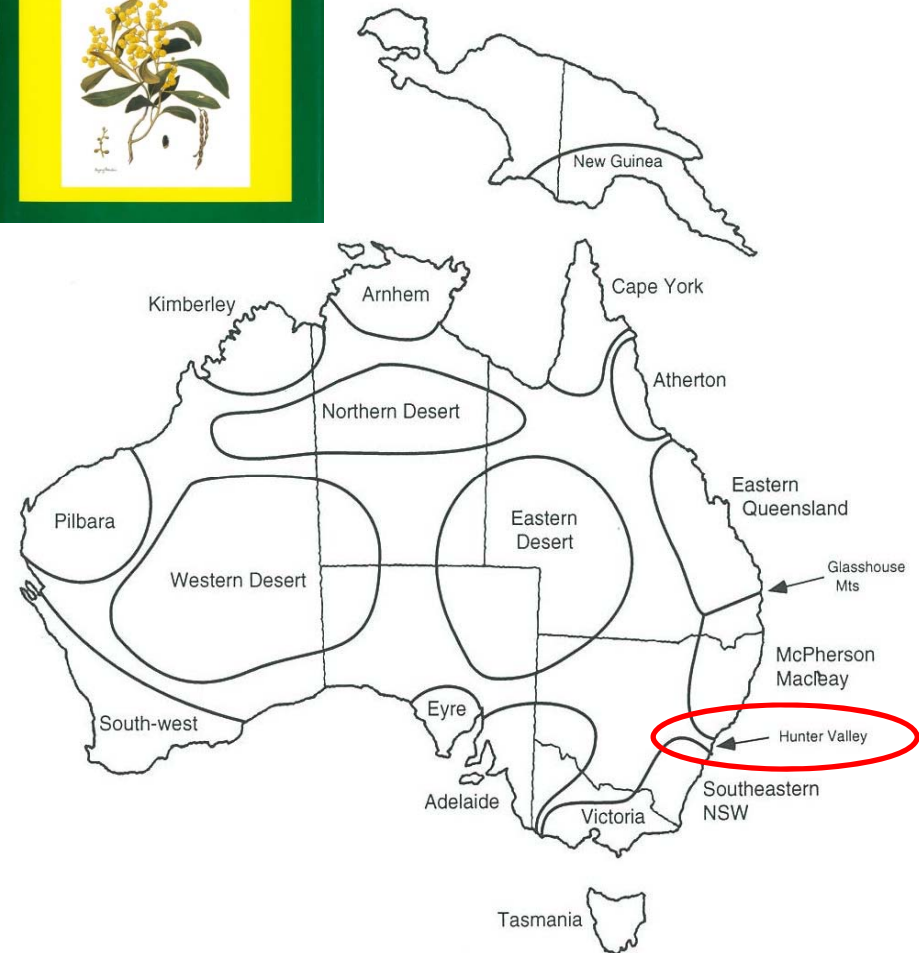 New Guinea
Kimberley
Arnhem
Cape York
Atherton
Northern Desert
Eastern
Queensland
Pilbara
Eastern
Desert
Western Desert
Glasshouse
Mts
McPherson
Macleay
South-west
Eyre
Hunter Valley
Adelaide
Victoria
Southeastern
NSW
Tasmania